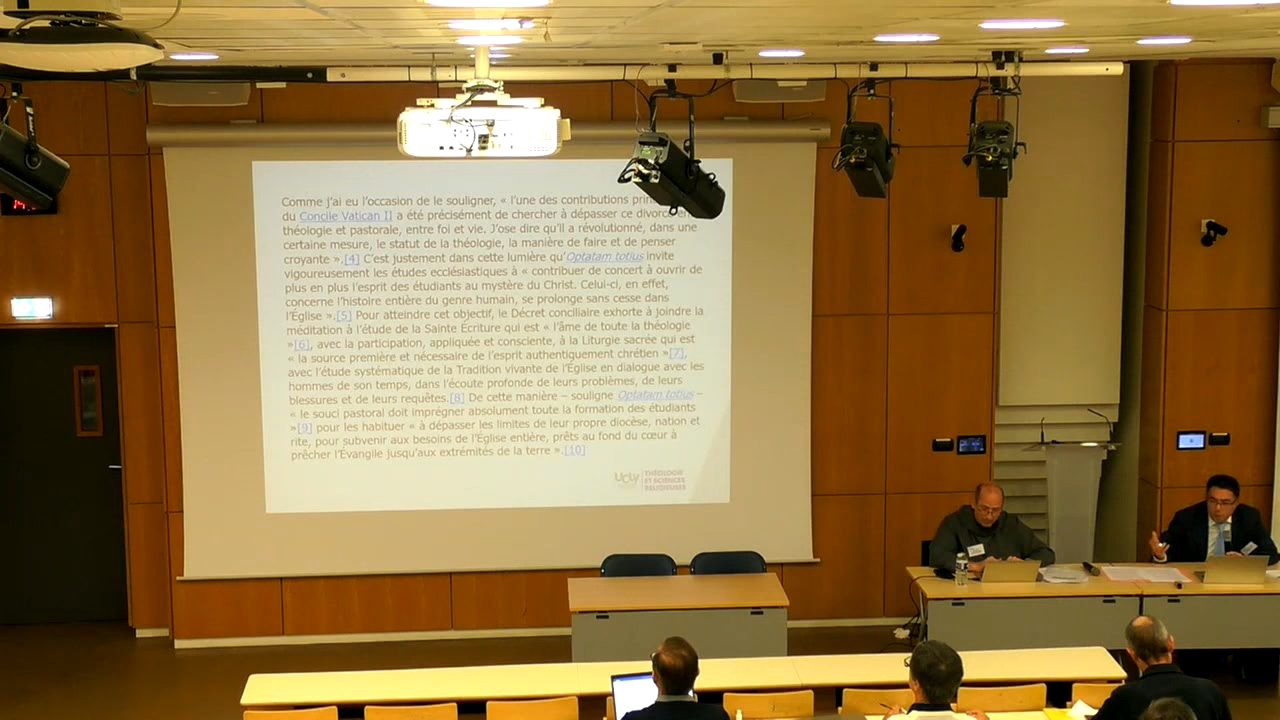 Comme j'ai eu l'occasion de le souligner, « l'une des contributions
du Concile Vatican II a été précisément de chercher à dépasser ce divorce
théologie et pastorale, entre foi et vie. J'ose dire qu'il a révolutionné, dans une
certaine mesure, le statut de la théologie, la manière de faire et de penser
croyante ».[4] C'est justement dans cette lumière qu'Optatam totius invite
vigoureusement les études ecclésiastiques à « contribuer de concert à ouvrir de
plus en plus l'esprit des étudiants au mystère du Christ. Celui-ci, en effet,
concerne l'histoire entière du genre humain, se prolonge sans cesse dans
l'Église ».[5] Pour atteindre cet objectif, le Décret conciliaire exhorte à joindre la
méditation à l'étude de la Sainte Écriture qui est « l'âme de toute la théologie
»[6], avec la participation, appliquée et consciente, à la Liturgie sacrée qui est
« la source première et nécessaire de l'esprit authentiquement chrétien »[7],
avec l'étude systématique de la Tradition vivante de l'Église en dialogue avec les
hommes de son temps, dans l'écoute profonde de leurs problèmes, de leurs
blessures et de leurs requêtes.[8] De cette manière – souligne Optatam totius –
« le souci pastoral doit imprégner absolument toute la formation des étudiants
»[9] pour les habituer « à dépasser les limites de leur propre diocèse, nation et
rite, pour subvenir aux besoins de l'Église entière, prêts au fond du cœur à
prêcher l'Évangile jusqu'aux extrémités de la terre ».[10]
UCLy
THÉOLOGIE
ET SCIENCES
RELIGIEUSES